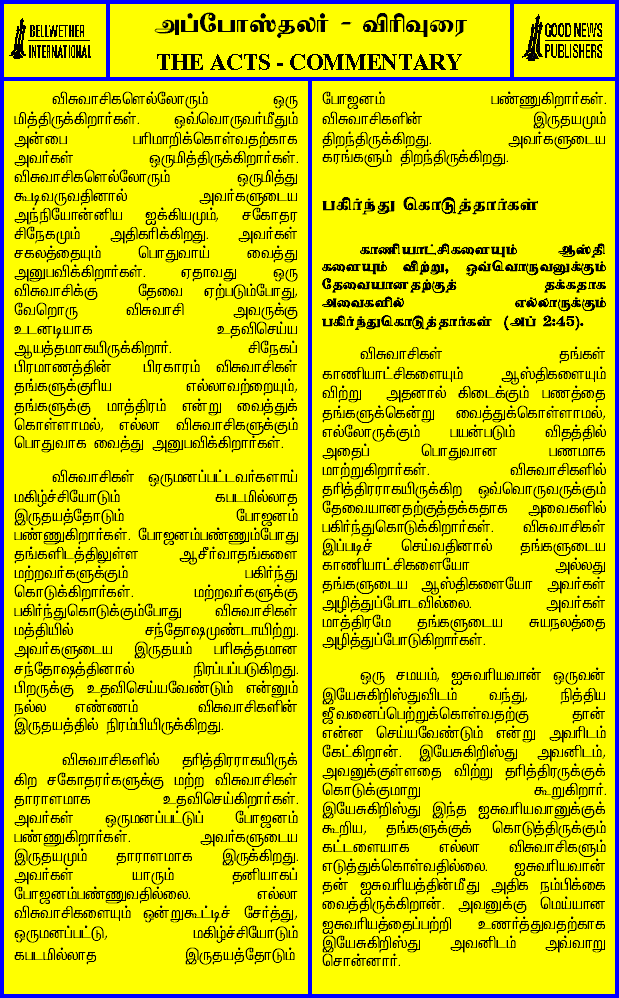 BELLWETHER
INTERNATIONAL
அப்போஸ்தலர் - விரிவுரை
THE ACTS - COMMENTARY
GOOD NEWS
PUBLISHERS
விசுவாசிகளெல்லோரும் ஒரு
மித்திருக்கிறார்கள். ஒவ்வொருவர்மீதும்
அன்பை பரிமாறிக்கொள்வதற்காக
அவர்கள் ஒருமித்திருக்கிறார்கள்.
விசுவாசிகளெல்லோரும் ஒருமித்து
கூடிவருவதினால் அவர்களுடைய
அந்நியோன்னிய ஐக்கியமும், சகோதர
சிநேகமும் அதிகரிக்கிறது. அவர்கள்
சகலத்தையும் பொதுவாய் வைத்து
அனுபவிக்கிறார்கள். ஏதாவது ஒரு
விசுவாசிக்கு தேவை ஏற்படும்போது,
வேறொரு விசுவாசி அவருக்கு
உடனடியாக உதவிசெய்ய
ஆயத்தமாகயிருக்கிறார். சிநேகப்
பிரமாணத்தின் பிரகாரம் விசுவாசிகள்
தங்களுக்குரிய எல்லாவற்றையும்,
தங்களுக்கு மாத்திரம் என்று வைத்துக்
கொள்ளாமல், எல்லா விசுவாசிகளுக்கும்
பொதுவாக வைத்து அனுபவிக்கிறார்கள்.
விசுவாசிகள் ஒருமனப்பட்டவர்களாய்
மகிழ்ச்சியோடும் கபடமில்லாத
இருதயத்தோடும் போஜனம்
பண்ணுகிறார்கள். போஜனம்பண்ணும்போது
தங்களிடத்திலுள்ள ஆசீர்வாதங்களை
மற்றவர்களுக்கும் பகிர்ந்து
கொடுக்கிறார்கள். மற்றவர்களுக்கு
பகிர்ந்துகொடுக்கும்போது விசுவாசிகள்
மத்தியில் சந்தோஷமுண்டாயிற்று.
அவர்களுடைய இருதயம் பரிசுத்தமான
சந்தோஷத்தினால் நிரப்பப்படுகிறது.
பிறருக்கு உதவிசெய்யவேண்டும் என்னும்
நல்ல எண்ணம் விசுவாசிகளின்
இருதயத்தில் நிரம்பியிருக்கிறது.
விசுவாசிகளில் தரித்திரராகயிருக்
கிற சகோதரர்களுக்கு மற்ற விசுவாசிகள்
தாராளமாக உதவிசெய்கிறார்கள்.
அவர்கள் ஒருமனப்பட்டுப் போஜனம்
பண்ணுகிறார்கள். அவர்களுடைய
இருதயமும் தாராளமாக இருக்கிறது.
அவர்கள் யாரும் தனியாகப்
போஜனம்பண்ணுவதில்லை. எல்லா
விசுவாசிகளையும் ஒன்றுகூட்டிச் சேர்த்து,
ஒருமனப்பட்டு, மகிழ்ச்சியோடும்
கபடமில்லாத இருதயத்தோடும்
போஜனம் பண்ணுகிறார்கள்.
விசுவாசிகளின் இருதயமும்
திறந்திருக்கிறது. அவர்களுடைய
கரங்களும் திறந்திருக்கிறது.
பகிர்ந்து கொடுத்தார்கள்
காணியாட்சிகளையும் ஆஸ்தி
களையும் விற்று, ஒவ்வொருவனுக்கும்
தேவையானதற்குத் தக்கதாக
அவைகளில் எல்லாருக்கும்
பகிர்ந்துகொடுத்தார்கள் (அப் 2:45).
விசுவாசிகள் தங்கள்
காணியாட்சிகளையும் ஆஸ்திகளையும்
விற்று அதனால் கிடைக்கும் பணத்தை
தங்களுக்கென்று வைத்துக்கொள்ளாமல்,
எல்லோருக்கும் பயன்படும் விதத்தில்
அதைப் பொதுவான பணமாக
மாற்றுகிறார்கள். விசுவாசிகளில்
தரித்திரராகயிருக்கிற ஒவ்வொருவருக்கும்
தேவையானதற்குத்தக்கதாக அவைகளில்
பகிர்ந்துகொடுக்கிறார்கள். விசுவாசிகள்
இப்படிச் செய்வதினால் தங்களுடைய
காணியாட்சிகளையோ அல்லது
தங்களுடைய ஆஸ்திகளையோ அவர்கள்
அழித்துப்போடவில்லை. அவர்கள்
மாத்திரமே தங்களுடைய சுயநலத்தை
அழித்துப்போடுகிறார்கள்.
ஒரு சமயம், ஐசுவரியவான் ஒருவன்
இயேசுகிறிஸ்துவிடம் வந்து, நித்திய
ஜீவனைப்பெற்றுக்கொள்வதற்கு தான்
என்ன செய்யவேண்டும் என்று அவரிடம்
கேட்கிறான். இயேசுகிறிஸ்து அவனிடம்,
அவனுக்குள்ளதை விற்று தரித்திரருக்குக்
கொடுக்குமாறு கூறுகிறார்.
இயேசுகிறிஸ்து இந்த ஐசுவரியவானுக்குக்
கூறிய, தங்களுக்குக் கொடுத்திருக்கும்
கட்டளையாக எல்லா விசுவாசிகளும்
எடுத்துக்கொள்வதில்லை. ஐசுவரியவான்
தன் ஐசுவரியத்தின்மீது அதிக நம்பிக்கை
வைத்திருக்கிறான். அவனுக்கு மெய்யான
ஐசுவரியத்தைப்பற்றி உணர்த்துவதற்காக
இயேசுகிறிஸ்து அவனிடம் அவ்வாறு
சொன்னார்.